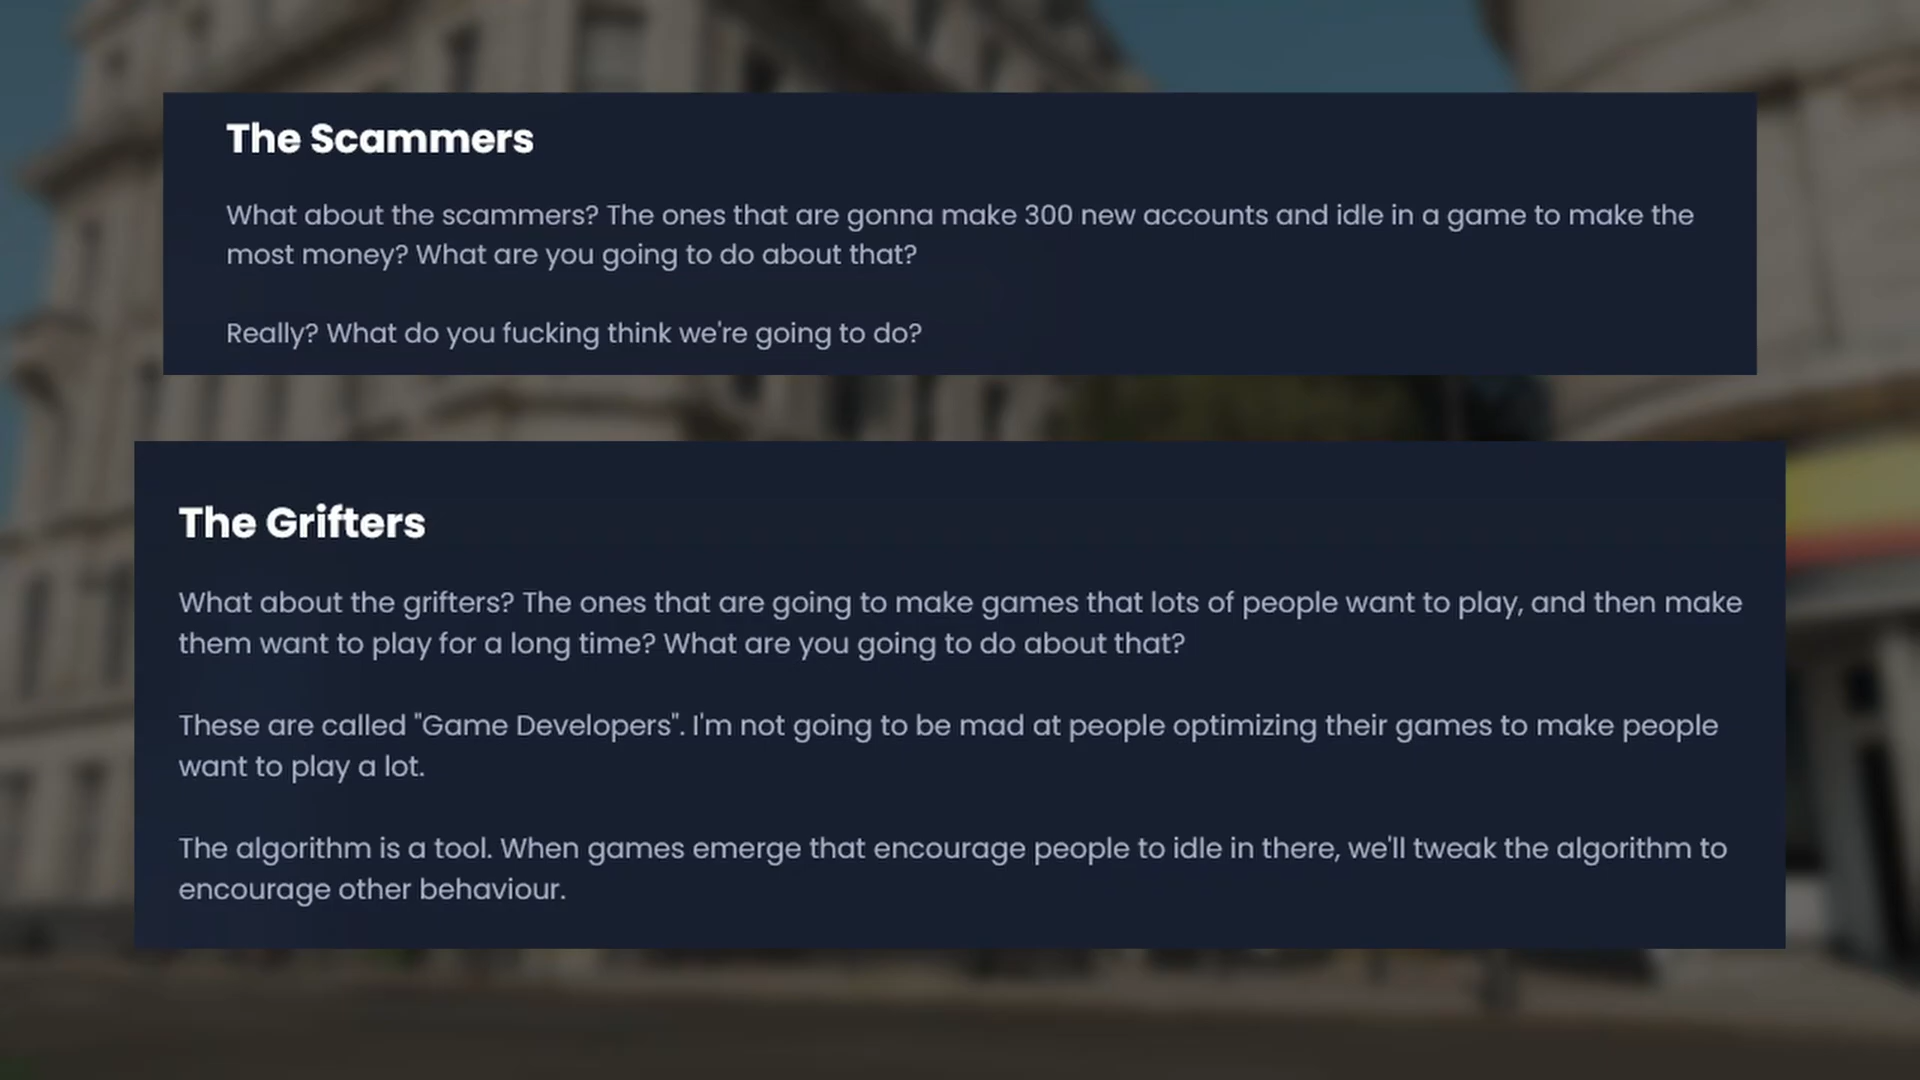 The Scammers
What about the scammers? The ones that are gonna make 300 new accounts and idle in a game to make the
most money? What are you going to do about that?
Really? What do you fucking think we're going to do?
The Grifters
What about the grifters? The ones that are going to make games that lots of people want to play, and then make
them want to play for a long time? What are you going to do about that?
These are called "Game Developers". I'm not going to be mad at people optimizing their games to make people
want to play a lot.
The algorithm is a tool. When games emerge that encourage people to idle in there, we'll tweak the algorithm to
encourage other behaviour.